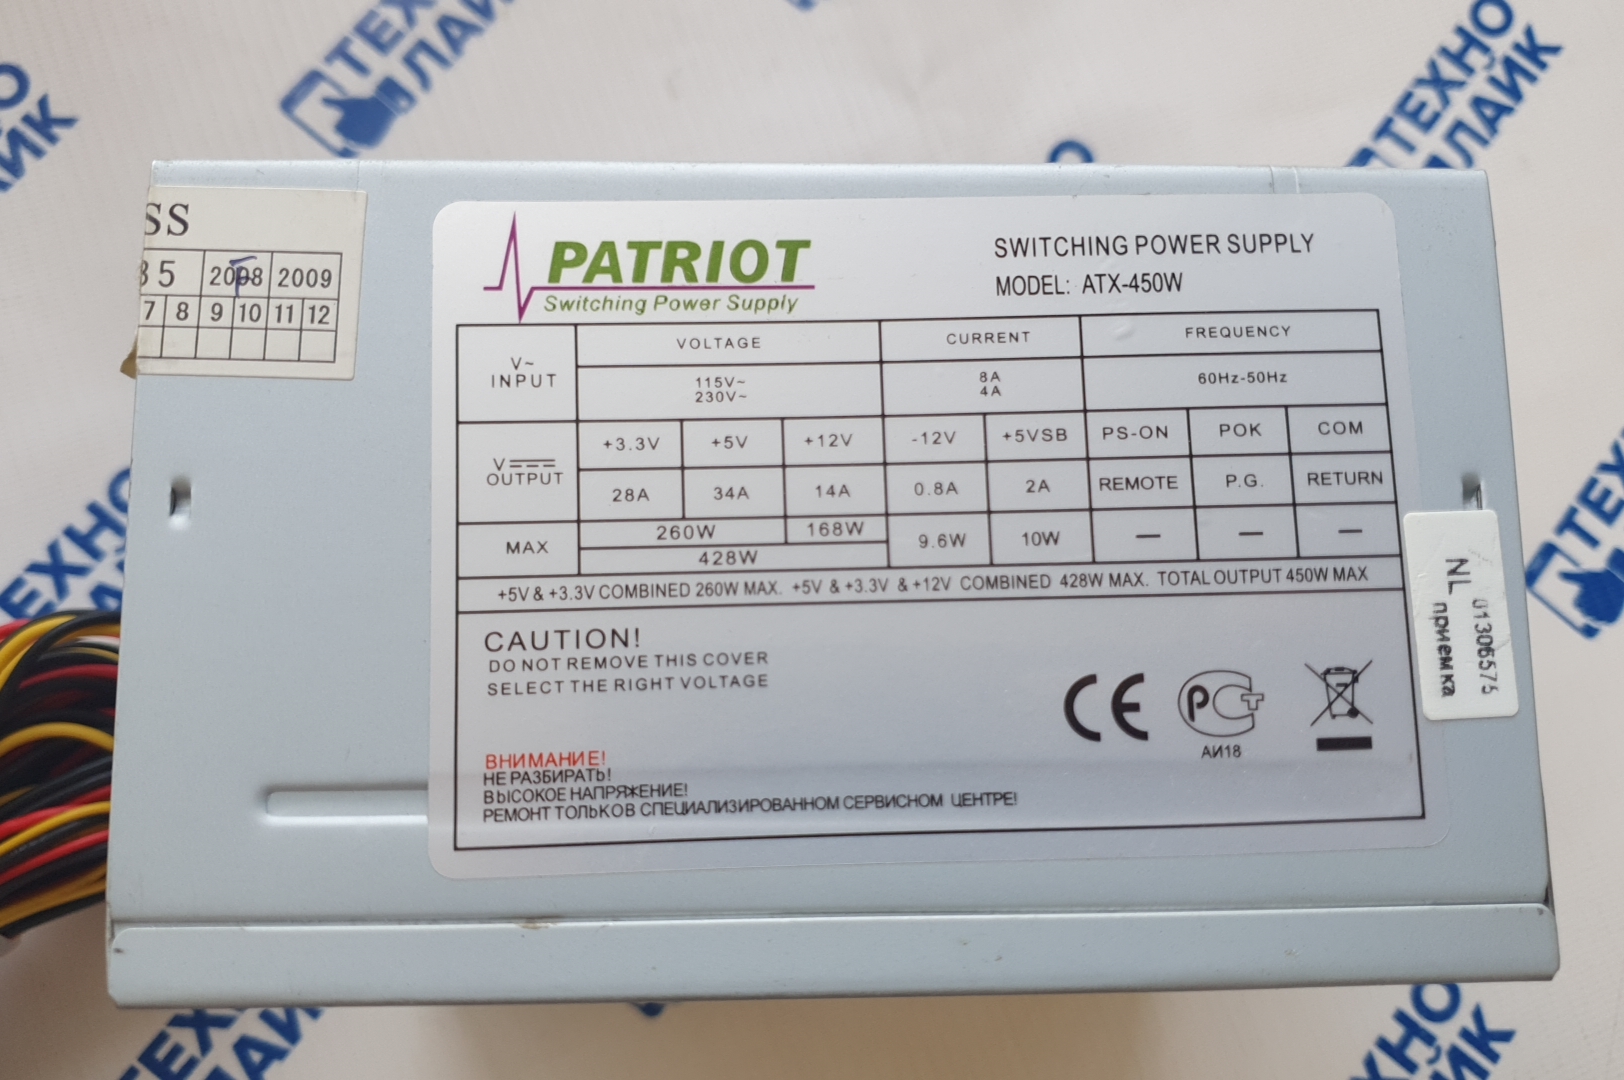 ТЕХНО
ЛАЙК
ТЕХНО
ЛАЙК
SS
35 2008 2009
7 8 9 10 11 12
PATRIOT
Switching Power Supply
SWITCHING POWER SUPPLY
MODEL: ATX-450W
V~ INPUT VOLTAGE CURRENT FREQUENCY
115V~ 8A 60Hz-50Hz
230V~ 4A
V OUTPUT +3.3V +5V +12V -12V +5VSB PS-ON POK COM
28A 34A 14A 0.8A 2A REMOTE P.G. RETURN
MAX 260W 168W 9.6W 10W — — —
428W
+5V & +3.3V COMBINED 260W MAX. +5V & +3.3V & +12V COMBINED 428W MAX. TOTAL OUTPUT 450W MAX
CAUTION!
DO NOT REMOVE THIS COVER
SELECT THE RIGHT VOLTAGE
CE
РСТ
АИ18
ВНИМАНИЕ!
НЕ РАЗБИРАТЬ!
ВЫСОКОЕ НАПРЯЖЕНИЕ!
РЕМОНТ ТОЛЬКОВ СПЕЦИАЛИЗИРОВАННОМ СЕРВИСНОМ ЦЕНТРЕ!
NL 01306575
приемка